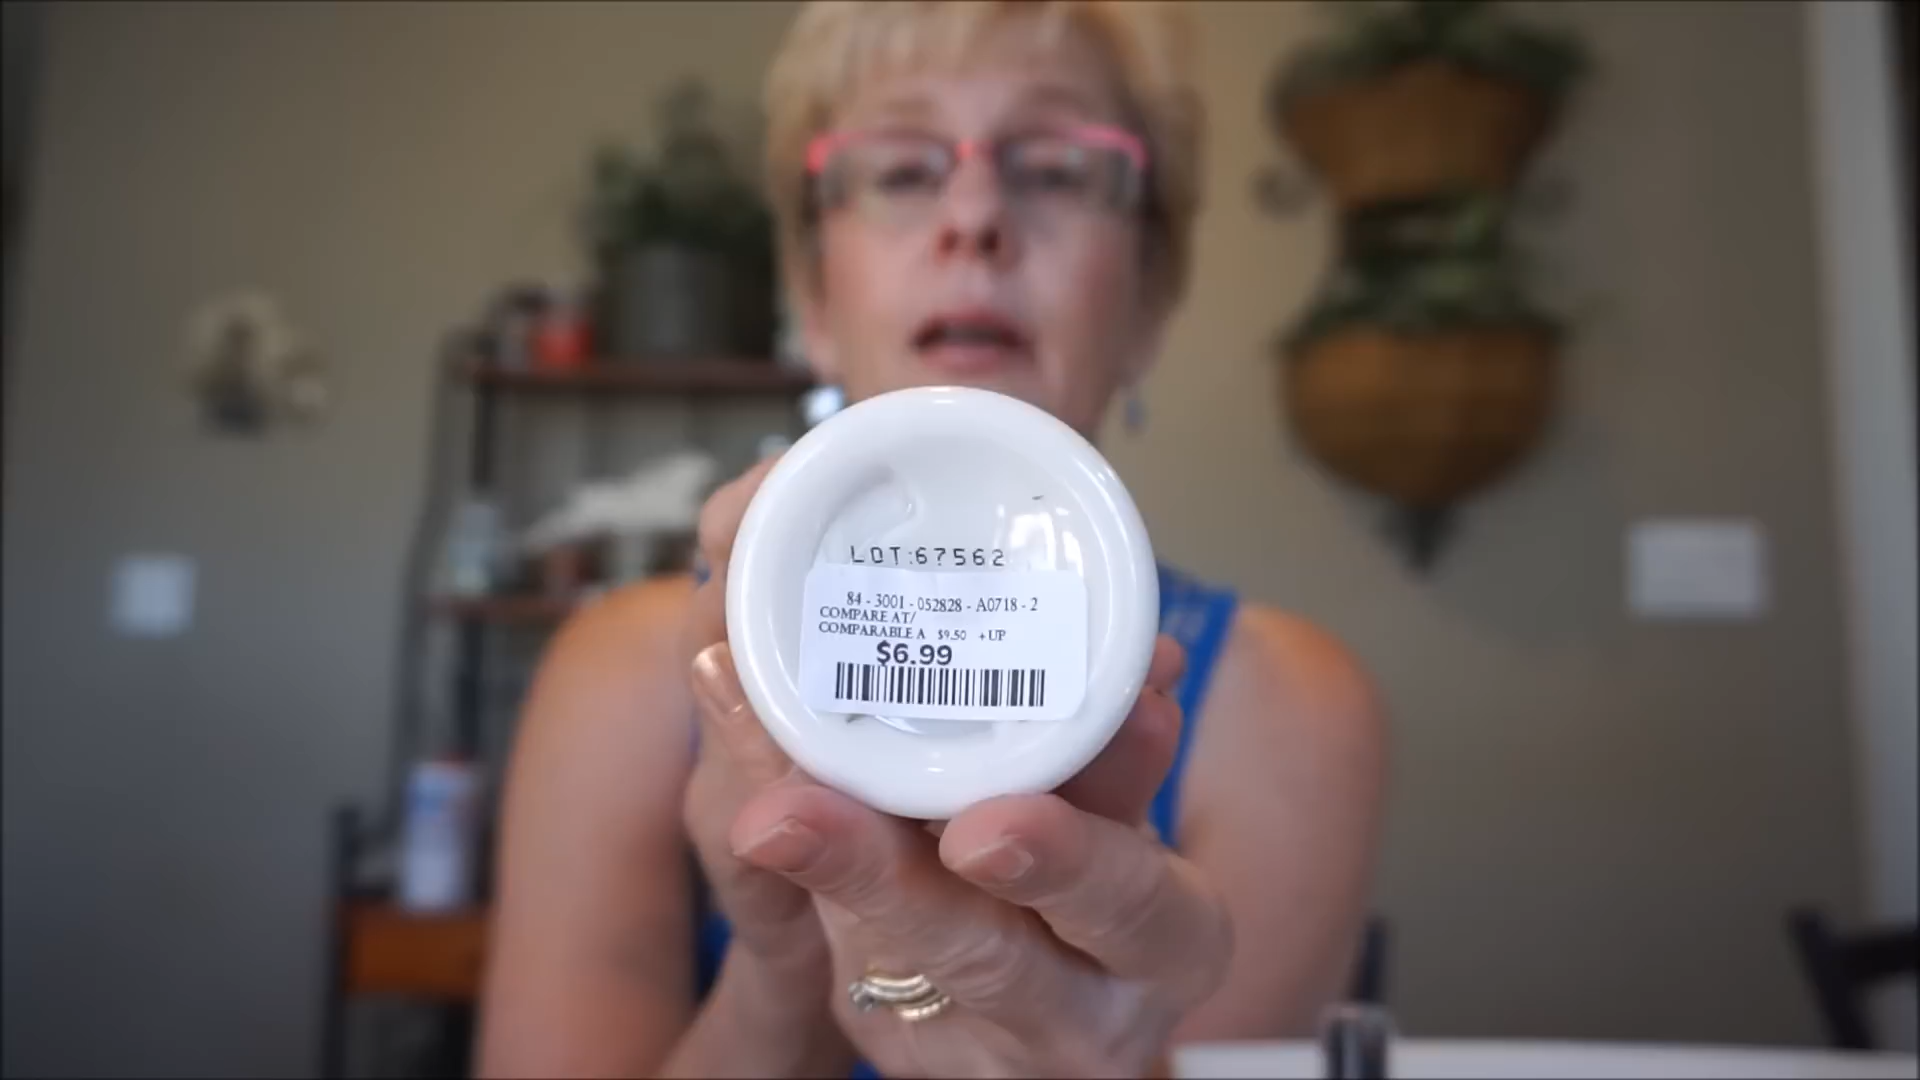 LOT:67562
84 - 3001 - 052828 - A0718 - 2
COMPARE AT/
COMPARABLE A $9.50 + UP
$6.99